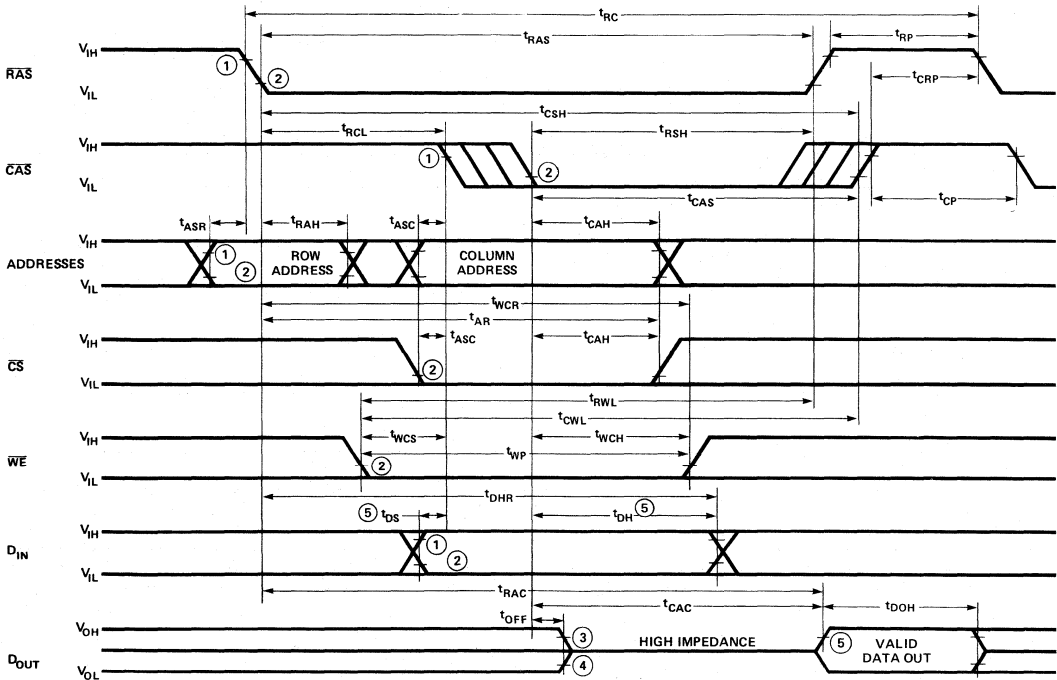 tRC
tRAS
tRP
VIH
RAS
① ②
VIL
tCRP
tCSH
tRCL
tRSH
VIH
CAS
① ②
VIL
tCAS
tCP
tASR
tRAH
tASC
tCAH
VIH
ADDRESSES
① ②
ROW ADDRESS
COLUMN ADDRESS
VIL
tWCR
tAR
tASC
tCAH
VIH
CS
②
VIL
tRWL
tCWL
tWCS
tWCH
VIH
WE
tWP
②
VIL
tDHR
⑤ tDS
tDH ⑤
VIH
DIN
① ②
VIL
tRAC
tCAC
tOFF
tDOH
VOH
③
HIGH IMPEDANCE
⑤ VALID DATA OUT
DOUT
④
VOL